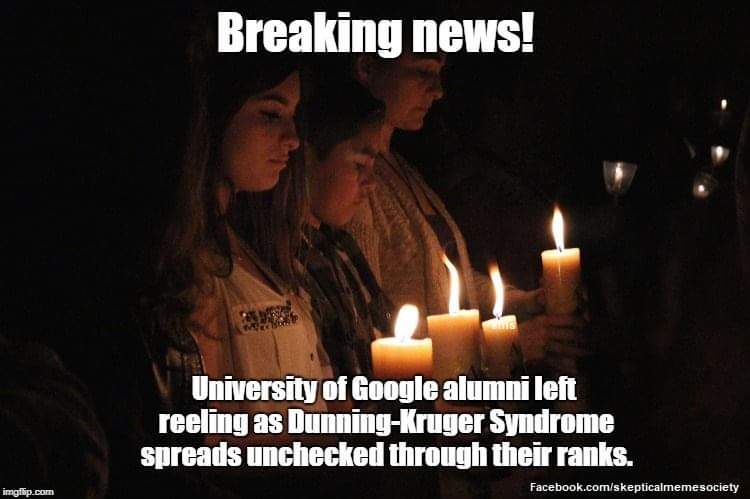 Breaking news!
University of Google alumni left
reeling as Dunning-Kruger Syndrome
spreads unchecked through their ranks.
imgflip.com
Facebook.com/skepticalmemesociety